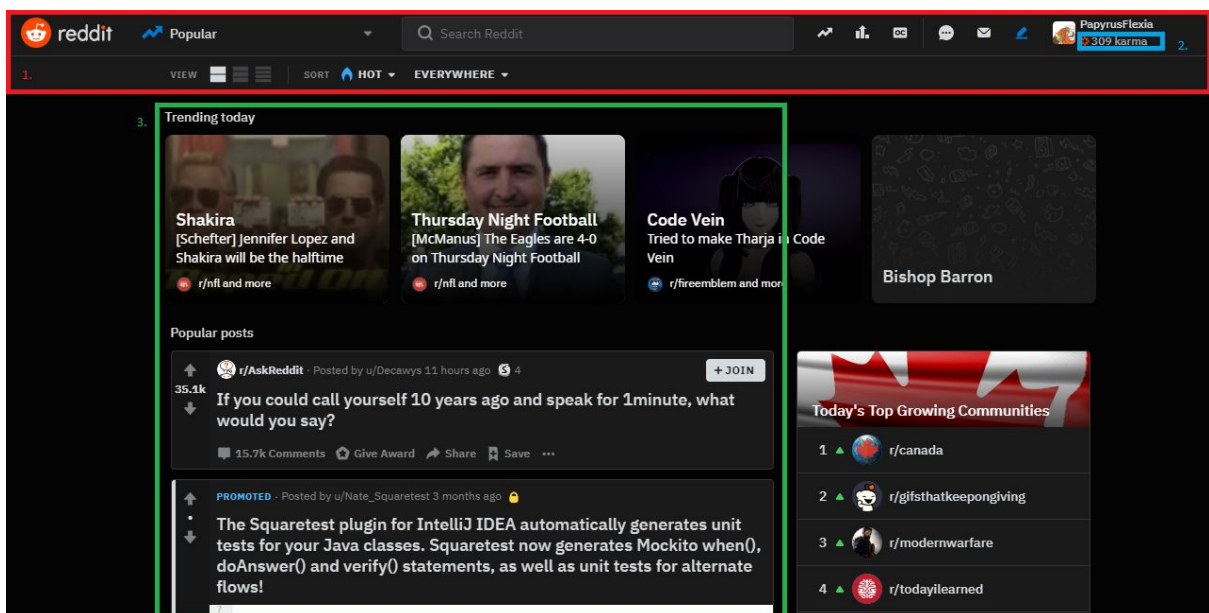 reddit
Popular
Search Reddit
OC
PapyrusFlexia
309 karma
2.
1.
VIEW
SORT HOT
EVERYWHERE
3.
Trending today
Shakira
[Schefter] Jennifer Lopez and
Shakira will be the halftime
r/nfl and more
Thursday Night Football
[McManus] The Eagles are 4-0
on Thursday Night Football
r/nfl and more
Code Vein
Tried to make Tharja in Code
Vein
r/fireemblem and more
Bishop Barron
Popular posts
35.1k
r/AskReddit · Posted by u/Decawys 11 hours ago S 4
+ JOIN
If you could call yourself 10 years ago and speak for 1minute, what
would you say?
15.7k Comments Give Award Share Save ···
PROMOTED · Posted by u/Nate_Squaretest 3 months ago
The Squaretest plugin for IntelliJ IDEA automatically generates unit
tests for your Java classes. Squaretest now generates Mockito when(),
doAnswer() and verify() statements, as well as unit tests for alternate
flows!
Today's Top Growing Communities
1 r/canada
2 r/gifsthatkeepongiving
3 r/modernwarfare
4 r/todayilearned